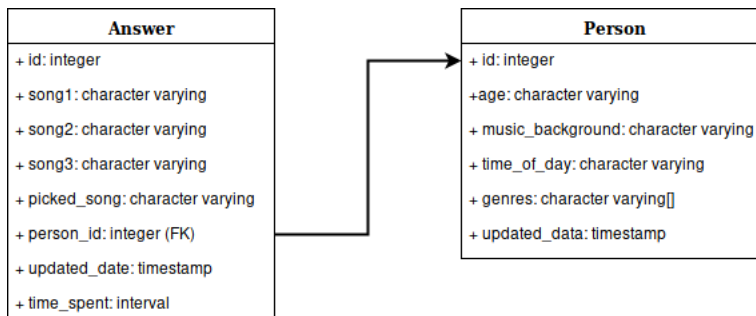 Answer
+ id: integer
+ song1: character varying
+ song2: character varying
+ song3: character varying
+ picked_song: character varying
+ person_id: integer (FK)
+ updated_date: timestamp
+ time_spent: interval
Person
+ id: integer
+age: character varying
+ music_background: character varying
+ time_of_day: character varying
+ genres: character varying[]
+ updated_data: timestamp